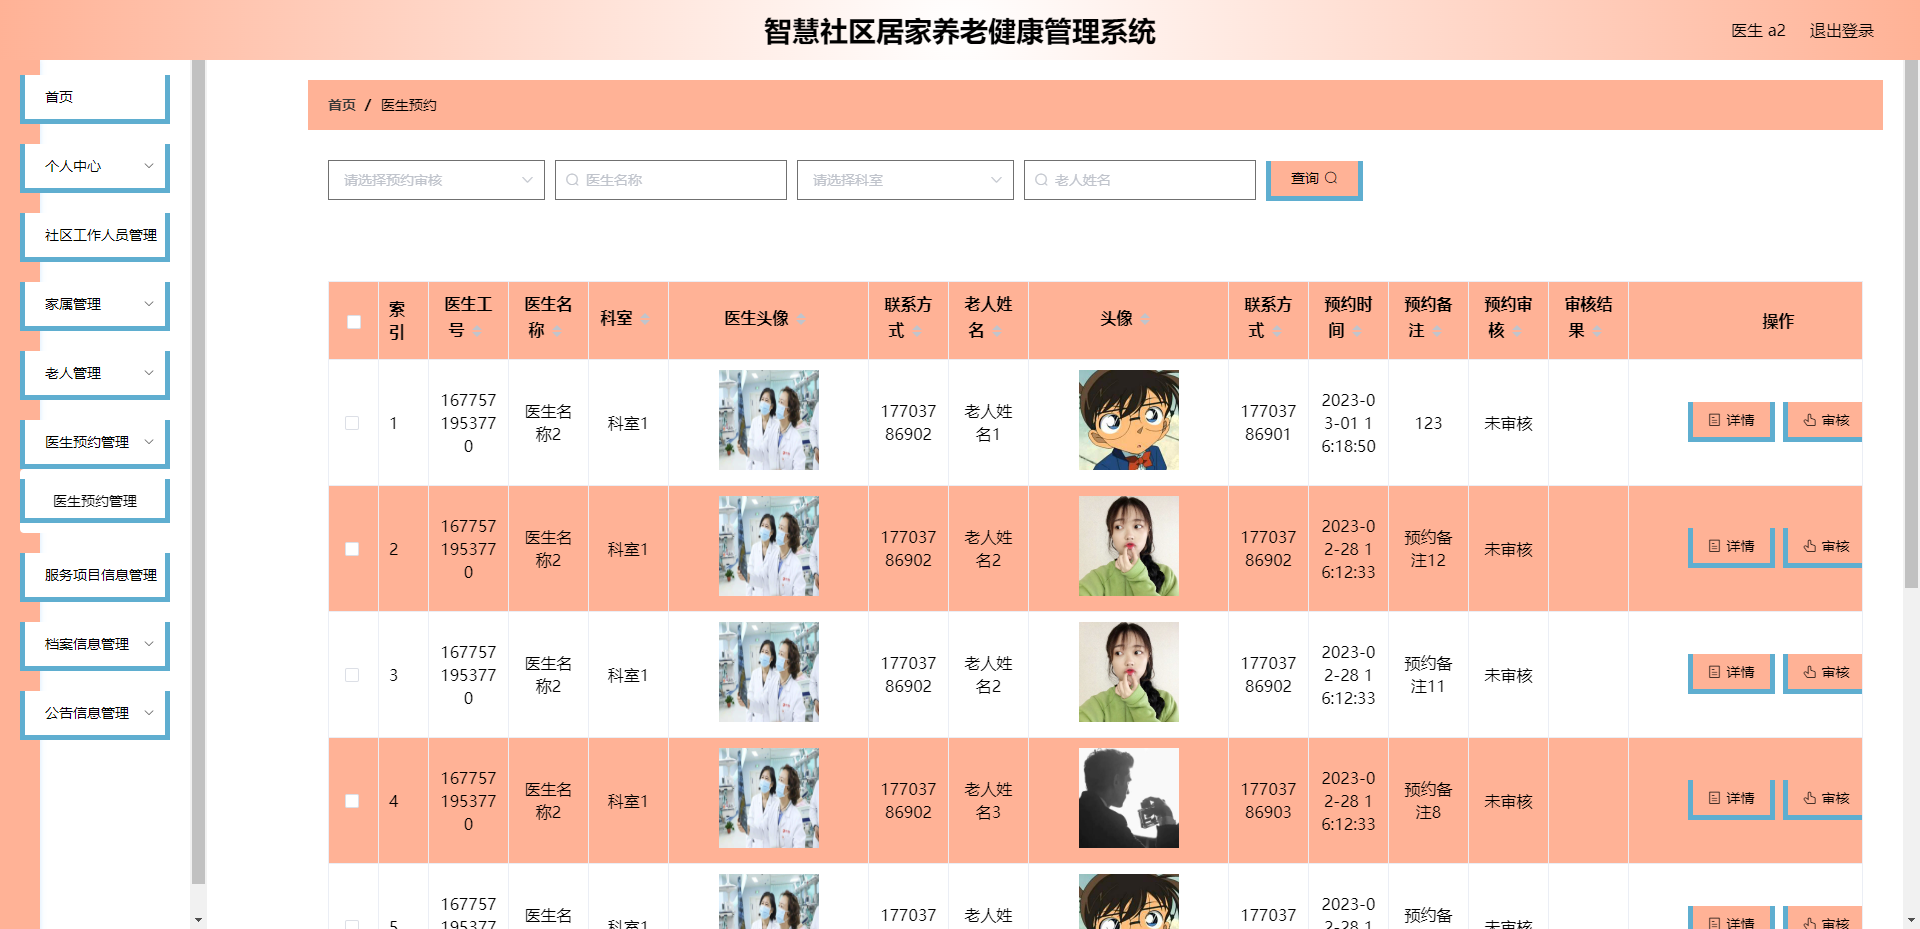 智慧社区居家养老健康管理系统
医生 a2 退出登录
首页
个人中心
社区工作人员管理
家属管理
老人管理
医生预约管理
医生预约管理
服务项目信息管理
档案信息管理
公告信息管理
首页 / 医生预约
请选择预约审核 医生名称 请选择科室 老人姓名 查询
索引 医生工号 医生名称 科室 医生头像 联系方式 老人姓名 头像 联系方式 预约时间 预约备注 预约审核 审核结果 操作
1 1677571953770 医生名称2 科室1 17703786902 老人姓名1 17703786901 2023-03-01 16:18:50 123 未审核 详情 审核
2 1677571953770 医生名称2 科室1 17703786902 老人姓名2 17703786902 2023-02-28 16:12:33 预约备注12 未审核 详情 审核
3 1677571953770 医生名称2 科室1 17703786902 老人姓名2 17703786902 2023-02-28 16:12:33 预约备注11 未审核 详情 审核
4 1677571953770 医生名称2 科室1 17703786902 老人姓名3 17703786903 2023-02-28 16:12:33 预约备注8 未审核 详情 审核
5 167757195377 医生名 科室1 177037 老人姓 177037 2023-02-28 1 预约备 未审核 详情 审核